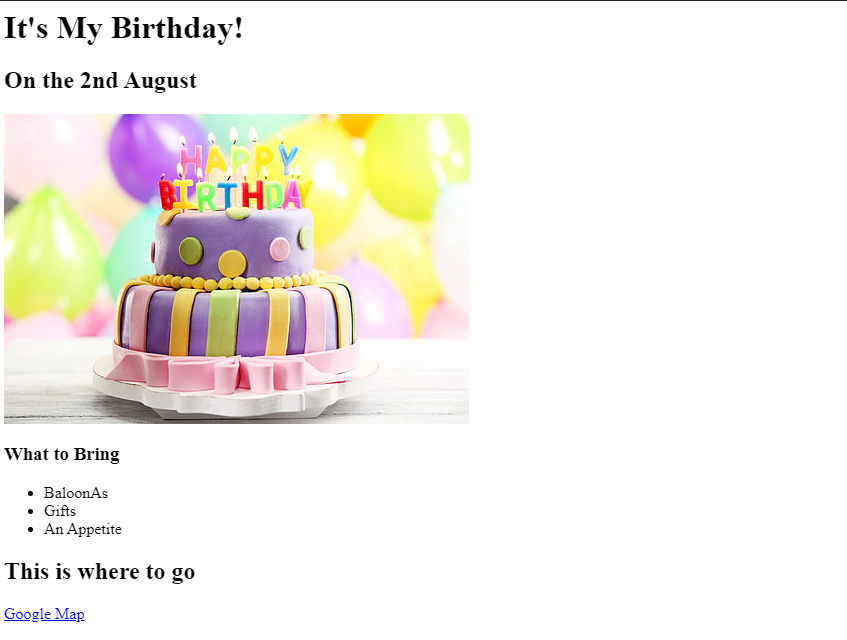 It's My Birthday!
On the 2nd August
HAPPY
BIRTHDAY
What to Bring
BaloonAs
Gifts
An Appetite
This is where to go
Google Map